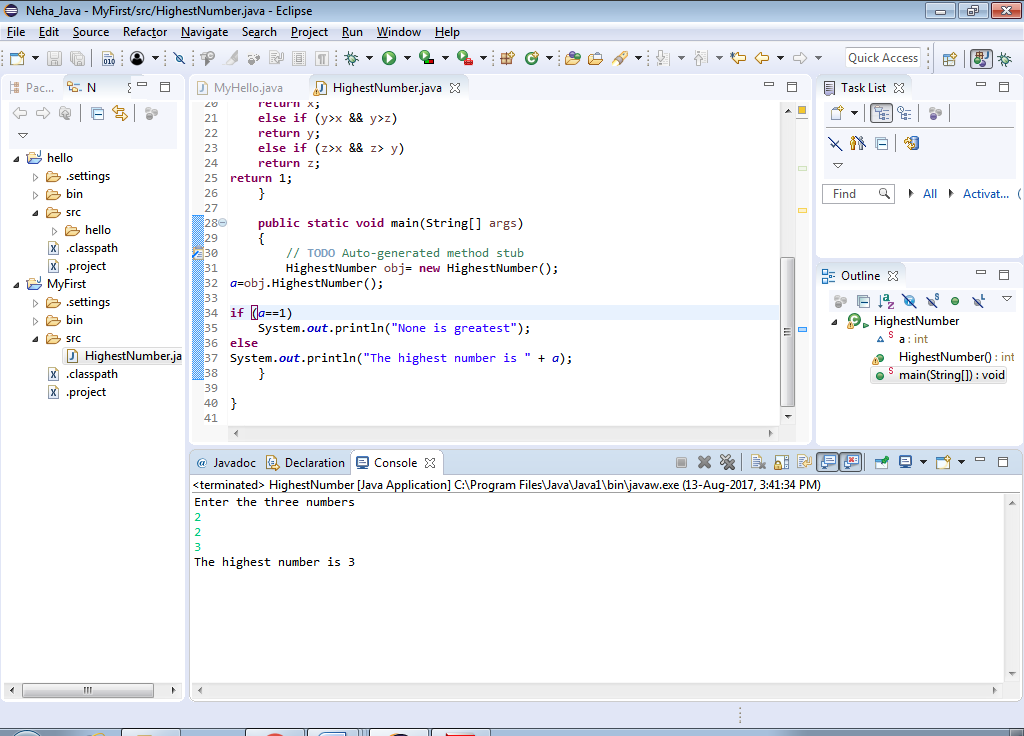 Neha_Java - MyFirst/src/HighestNumber.java - Eclipse
File Edit Source Refactor Navigate Search Project Run Window Help
Quick Access
Pac... N
hello
.settings
bin
src
hello
.classpath
.project
MyFirst
.settings
bin
src
HighestNumber.ja
.classpath
.project
MyHello.java HighestNumber.java
20 return x;
21 else if (y>x && y>z)
22 return y;
23 else if (z>x && z> y)
24 return z;
25 return 1;
26 }
27
28 public static void main(String[] args)
29 {
30 // TODO Auto-generated method stub
31 HighestNumber obj= new HighestNumber();
32 a=obj.HighestNumber();
33
34 if (a==1)
35 System.out.println("None is greatest");
36 else
37 System.out.println("The highest number is " + a);
38 }
39
40 }
41
Task List
Find All Activat...
Outline
HighestNumber
a : int
HighestNumber() : int
main(String[]) : void
@ Javadoc Declaration Console
<terminated> HighestNumber [Java Application] C:\Program Files\Java\Java1\bin\javaw.exe (13-Aug-2017, 3:41:34 PM)
Enter the three numbers
2
2
3
The highest number is 3